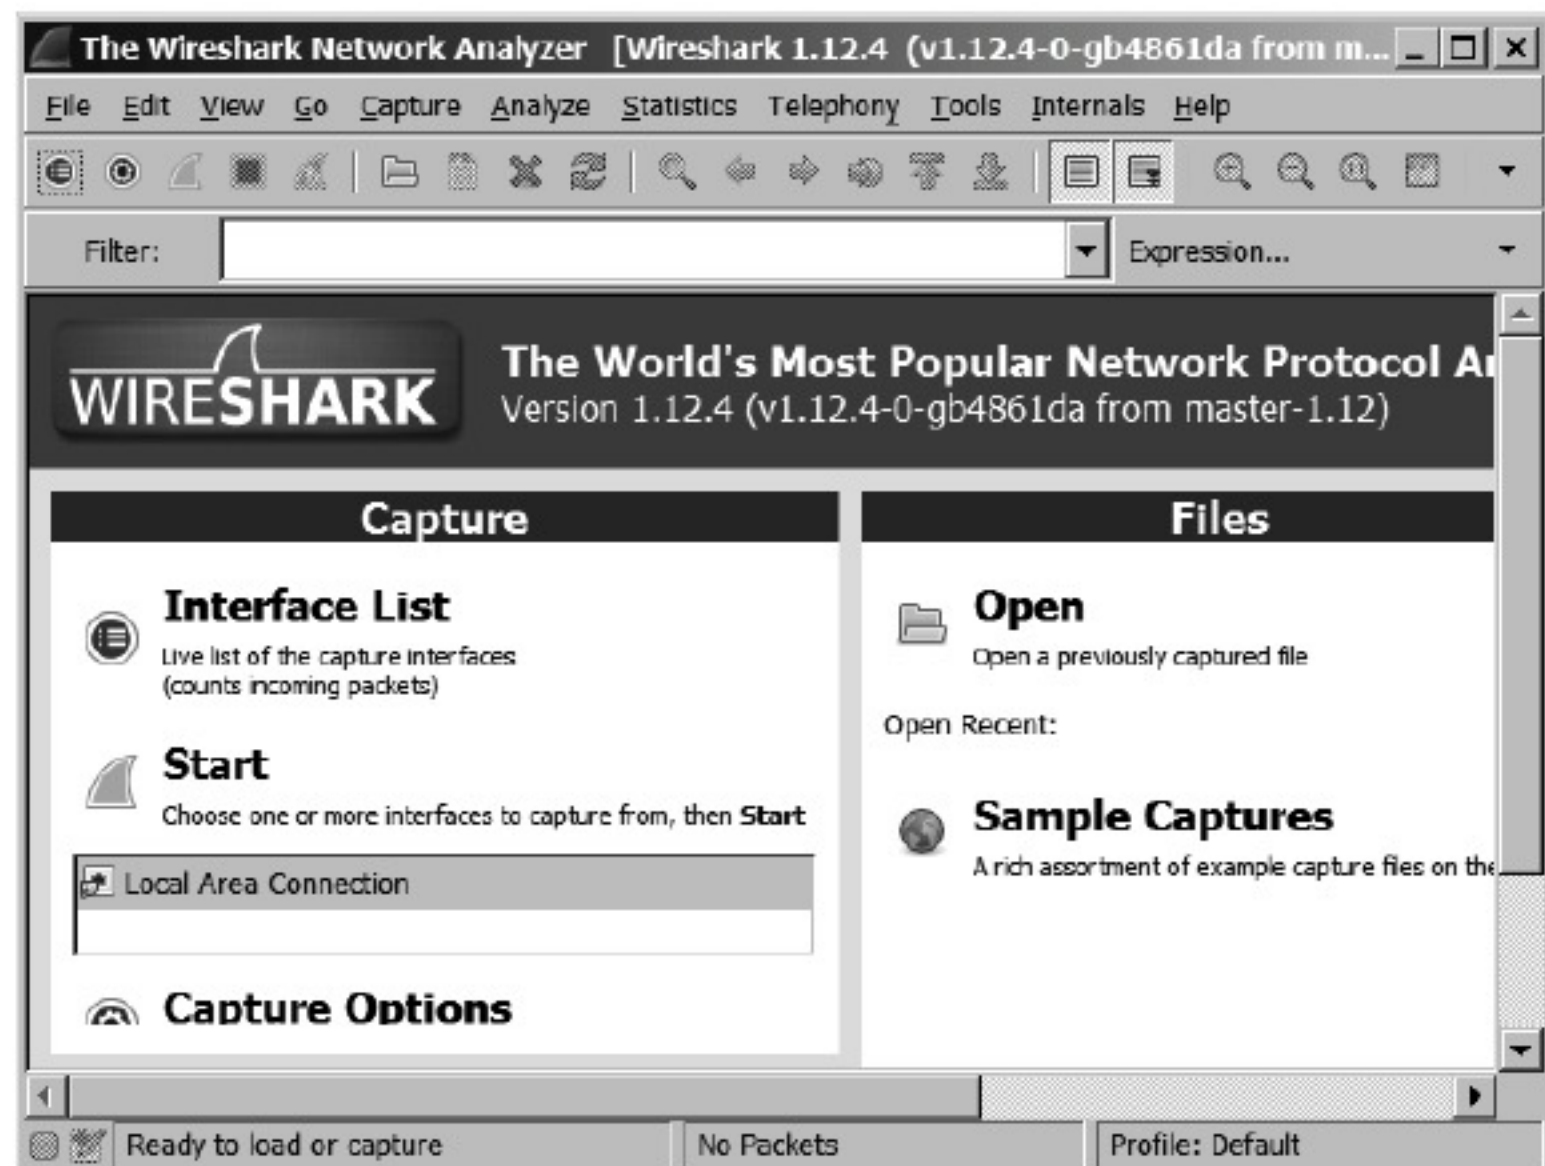 The Wireshark Network Analyzer [Wireshark 1.12.4 (v1.12.4-0-gb4861da from m...
File Edit View Go Capture Analyze Statistics Telephony Tools Internals Help
Filter: Expression...
WIRESHARK
The World's Most Popular Network Protocol
Version 1.12.4 (v1.12.4-0-gb4861da from master-1.12)
Capture
Interface List
Live list of the capture interfaces
(counts incoming packets)
Start
Choose one or more interfaces to capture from, then Start
Local Area Connection
Capture Options
Files
Open
Open a previously captured file
Open Recent:
Sample Captures
A rich assortment of example capture files on the
Ready to load or capture No Packets Profile: Default